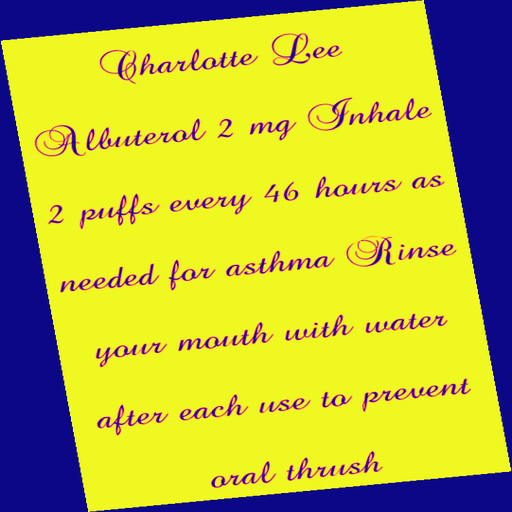 Charlotte Lee
Albuterol 2 mg Inhale
2 puffs every 46 hours as
needed for asthma Rinse
your mouth with water
after each use to prevent
oral thrush